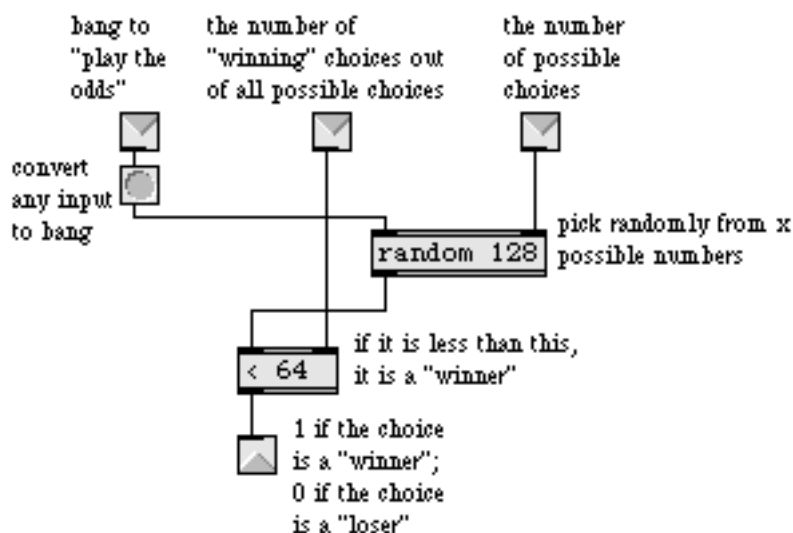 bang to
"play the
odds"
the number of
"winning" choices out
of all possible choices
the number
of possible
choices
convert
any input
to bang
random 128
pick randomly from x
possible numbers
< 64
if it is less than this,
it is a "winner"
1 if the choice
is a "winner";
0 if the choice
is a "loser"